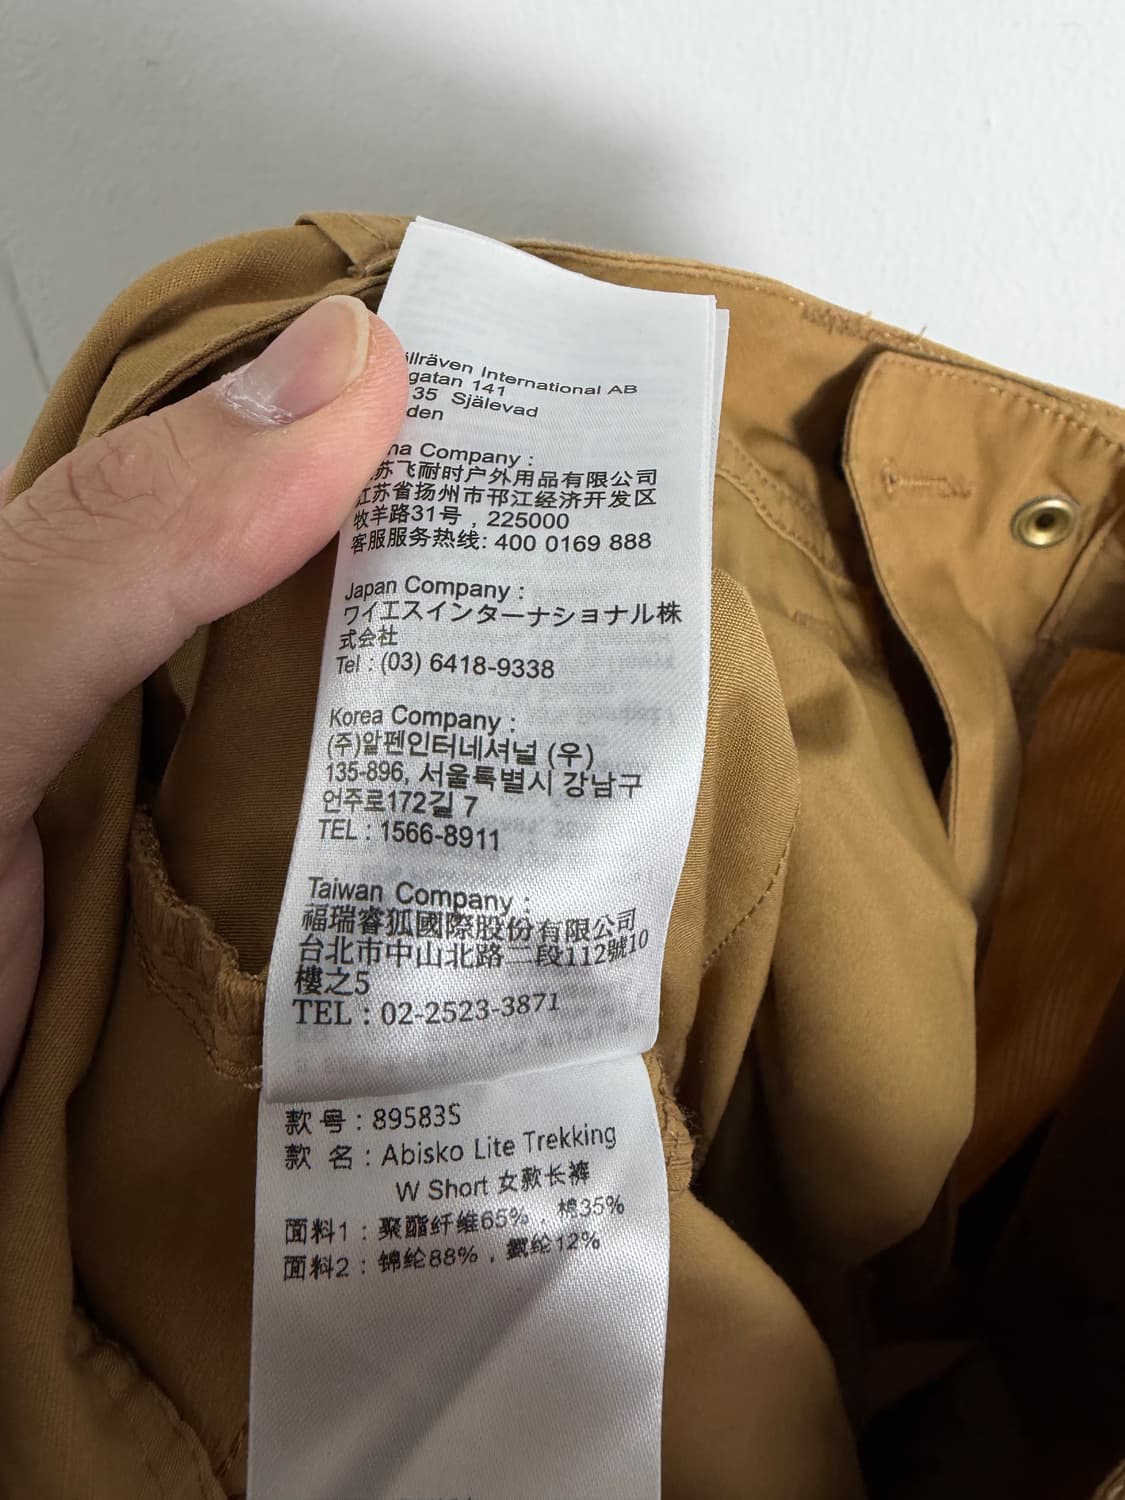 llräven International AB
gatan 141
35 Själevad
den
na Company :
苏飞耐时户外用品有限公司
江苏省扬州市邗江经济开发区
牧羊路31号，225000
客服服务热线: 400 0169 888
Japan Company :
ワイエスインターナショナル株
式会社
Tel : (03) 6418-9338
Korea Company :
(주)알펜인터내셔널 (우)
135-896, 서울특별시 강남구
언주로172길 7
TEL : 1566-8911
Taiwan Company :
福瑞睿狐國際股份有限公司
台北市中山北路二段112號10
樓之5
TEL : 02-2523-3871
款 号 : 89583S
款 名 : Abisko Lite Trekking
W Short 女款长裤
面料1 : 聚酯纤维65%，棉35%
面料2 : 锦纶88%，氨纶12%